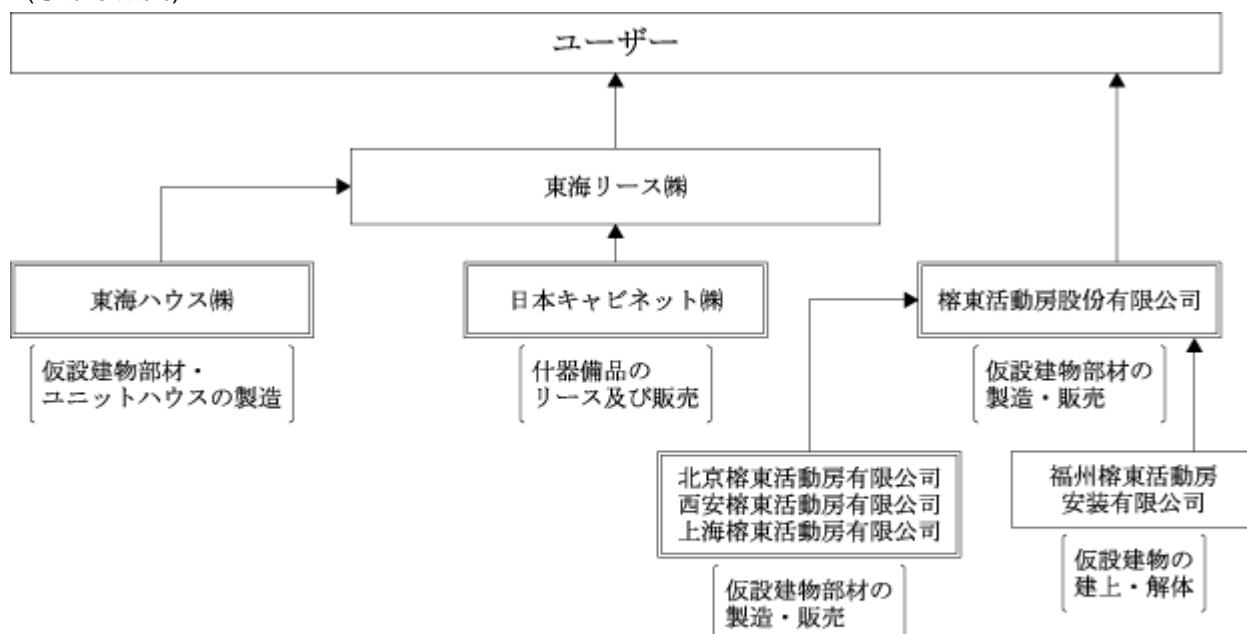 ユーザー
東海リース㈱
東海ハウス㈱
仮設建物部材・
ユニットハウスの製造
日本キャビネット㈱
什器備品の
リース及び販売
榕東活動房股份有限公司
仮設建物部材の
製造・販売
北京榕東活動房有限公司
西安榕東活動房有限公司
上海榕東活動房有限公司
仮設建物部材の
製造・販売
福州榕東活動房
安装有限公司
仮設建物の
建上・解体